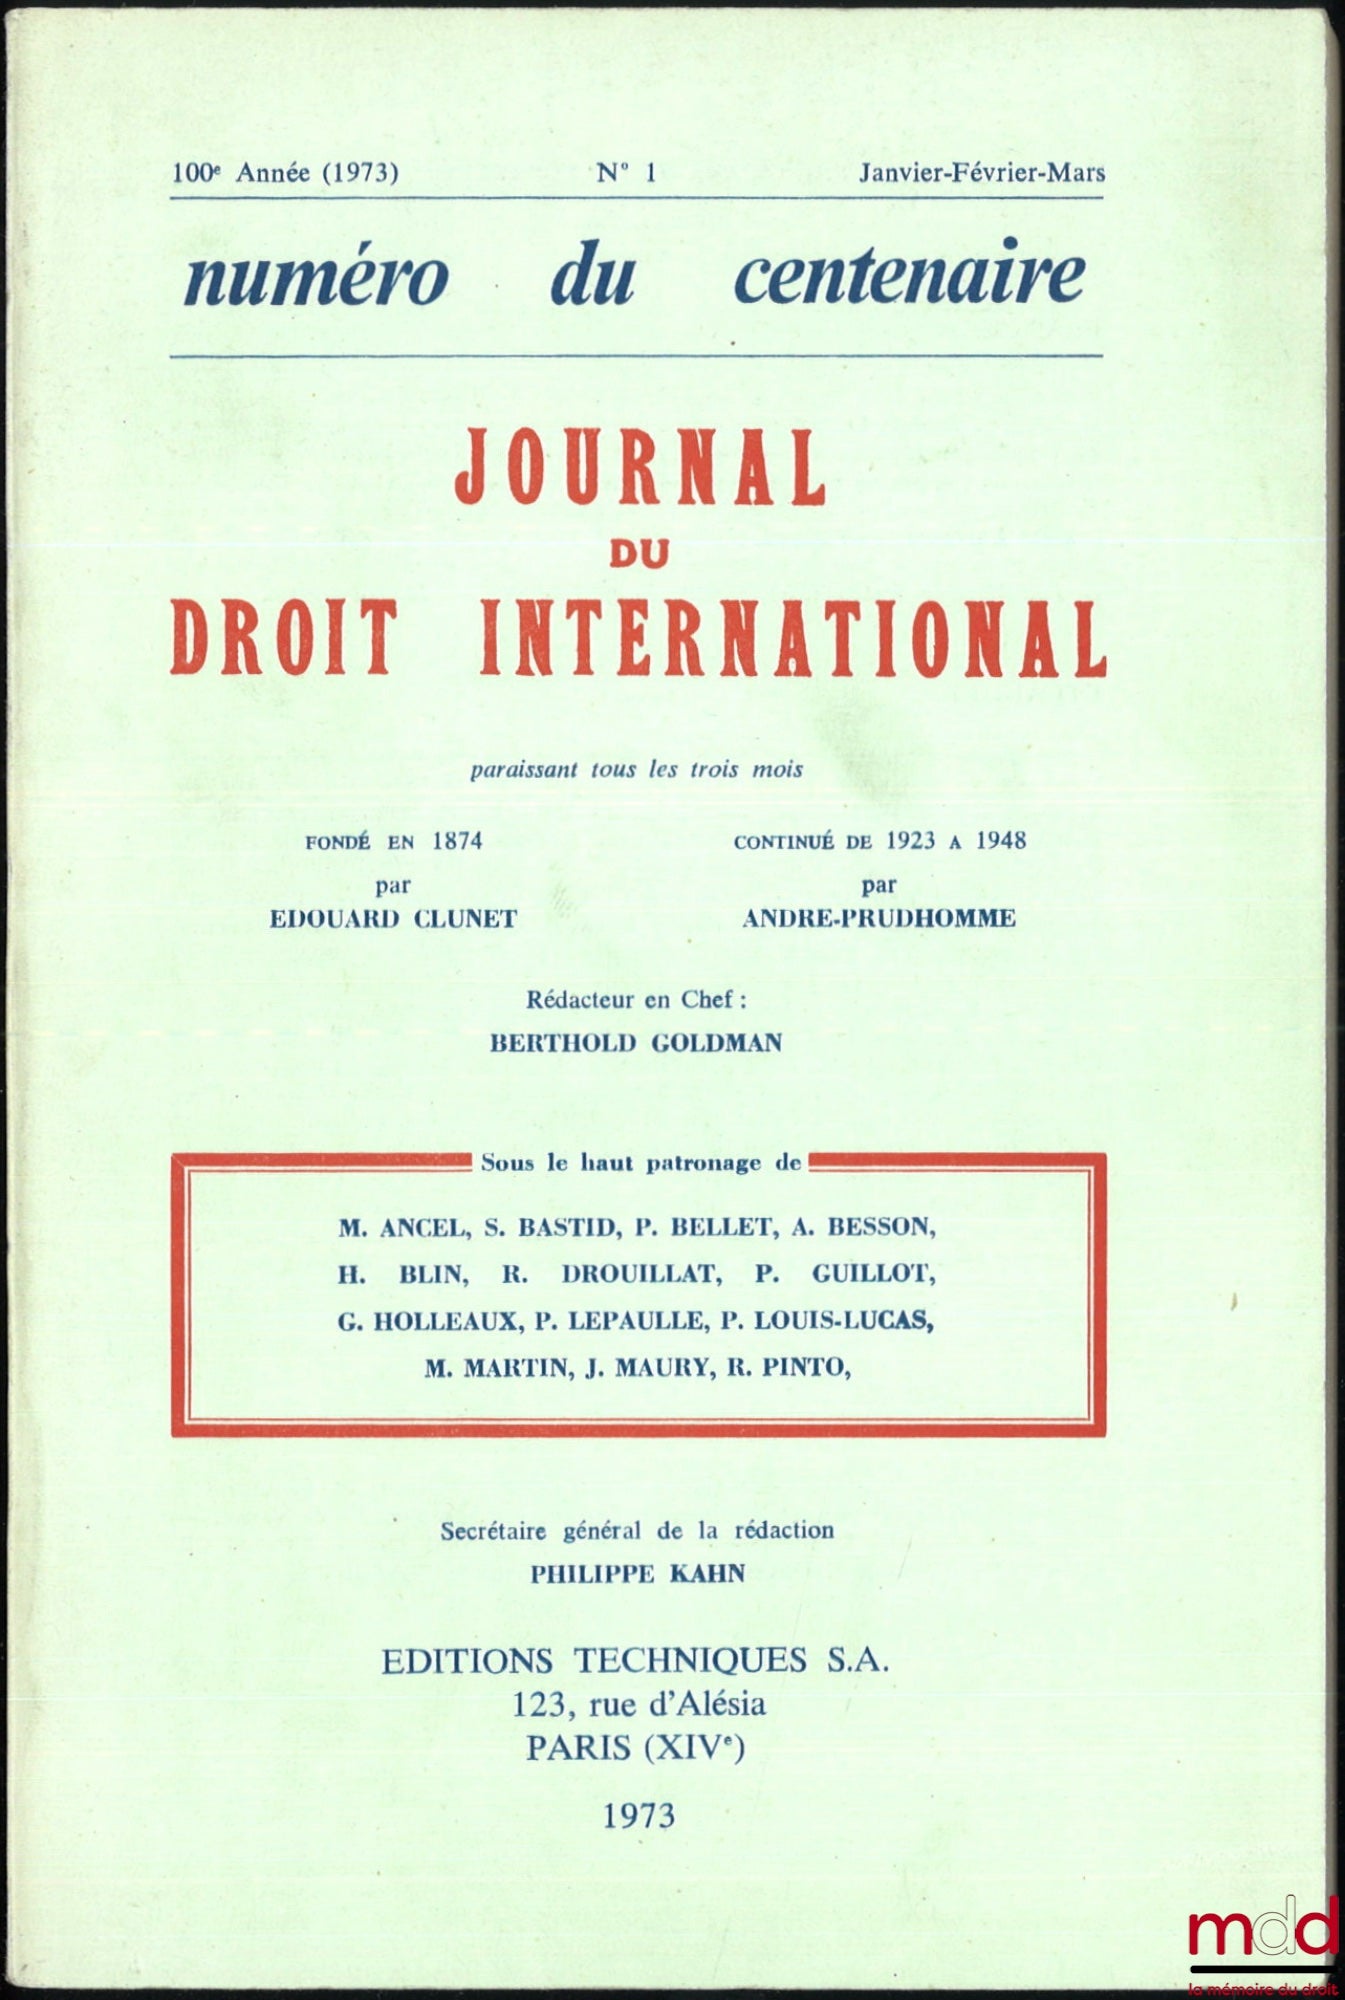 100e Année (1973) N° 1 Janvier-Février-Mars
numéro du centenaire
JOURNAL
DU
DROIT INTERNATIONAL
paraissant tous les trois mois
FONDÉ EN 1874 CONTINUÉ DE 1923 A 1948
par par
EDOUARD CLUNET ANDRE-PRUDHOMME
Rédacteur en Chef :
BERTHOLD GOLDMAN
Sous le haut patronage de
M. ANCEL, S. BASTID, P. BELLET, A. BESSON,
H. BLIN, R. DROUILLAT, P. GUILLOT,
G. HOLLEAUX, P. LEPAULLE, P. LOUIS-LUCAS,
M. MARTIN, J. MAURY, R. PINTO,
Secrétaire général de la rédaction
PHILIPPE KAHN
EDITIONS TECHNIQUES S.A.
123, rue d'Alésia
PARIS (XIVe)
1973
mdd
la mémoire du droit